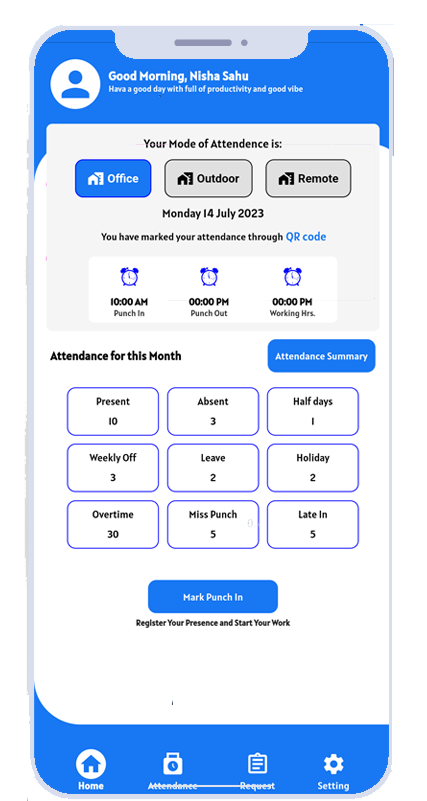 Good Morning, Nisha Sahu
Hava a good day with full of productivity and good vibe
Your Mode of Attendence is:
Office Outdoor Remote
Monday 14 July 2023
You have marked your attendance through QR code
10:00 AM 00:00 PM 00:00 PM
Punch In Punch Out Working Hrs.
Attendance for this Month Attendance Summary
Present Absent Half days
10 3 1
Weekly Off Leave Holiday
3 2 2
Overtime Miss Punch Late In
30 5 5
Mark Punch In
Register Your Presence and Start Your Work
Home Attendance Request Setting